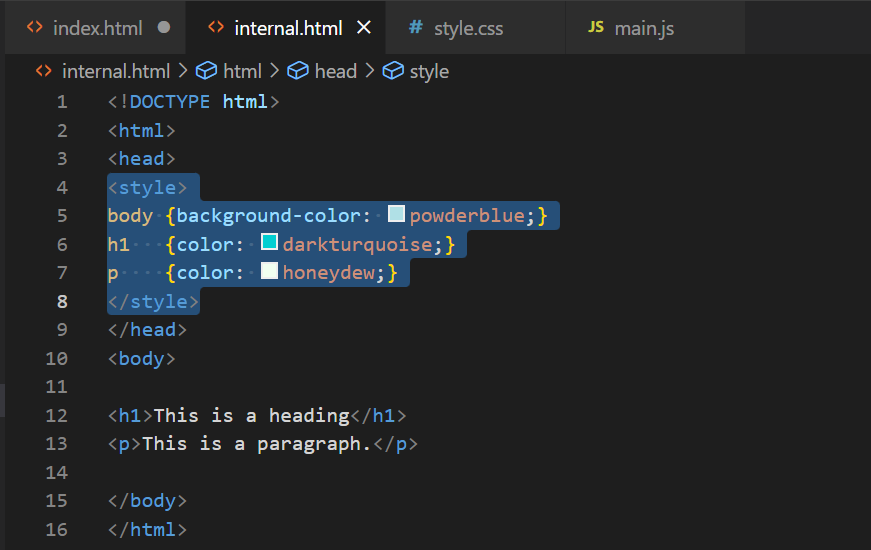 index.html internal.html # style.css JS main.js
internal.html > html > head > style
1 <!DOCTYPE html>
2 <html>
3 <head>
4 <style>
5 body {background-color: powderblue;}
6 h1   {color: darkturquoise;}
7 p    {color: honeydew;}
8 </style>
9 </head>
10 <body>
11
12 <h1>This is a heading</h1>
13 <p>This is a paragraph.</p>
14
15 </body>
16 </html>